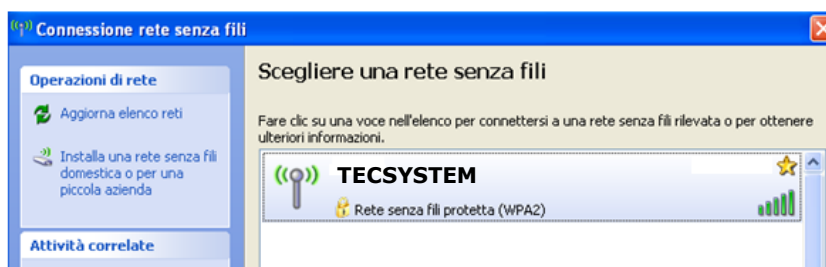 Connessione rete senza fili
Operazioni di rete
Aggiorna elenco reti
Installa una rete senza fili
domestica o per una
piccola azienda
Attività correlate
Scegliere una rete senza fili
Fare clic su una voce nell'elenco per connettersi a una rete senza fili rilevata o per ottenere
ulteriori informazioni.
TECSYSTEM
Rete senza fili protetta (WPA2)